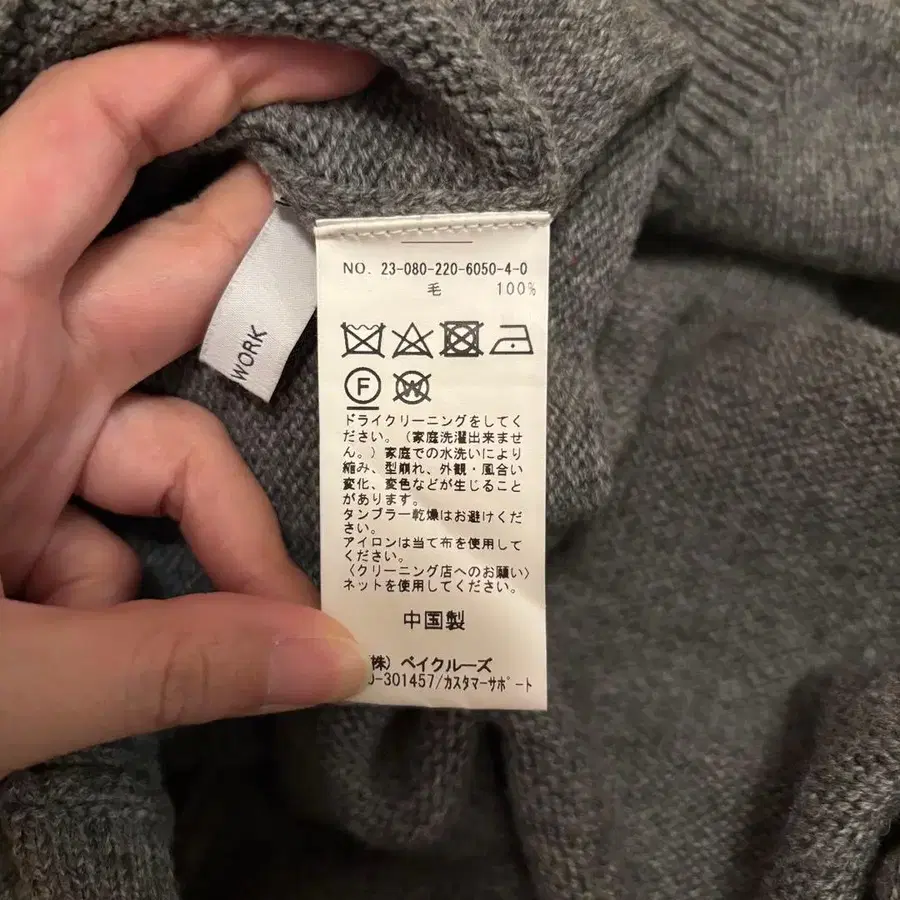 WORK
NO. 23-080-220-6050-4-0
毛 100%
F
W
ドライクリーニングをしてく
ださい。(家庭洗濯出来ませ
ん。)家庭での水洗いにより
縮み、型崩れ、外観・風合い
変化、変色などが生じること
があります。
タンブラー乾燥はお避けくだ
さい。
アイロンは当て布を使用して
ください。
〈クリーニング店へのお願い〉
ネットを使用してください。
中国製
(株) ベイクルーズ
0-301457/カスタマーサポート